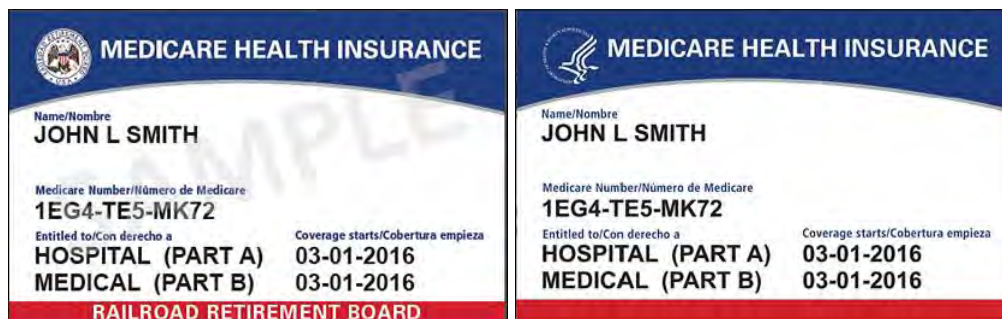 MEDICARE HEALTH INSURANCE
Name/Nombre
JOHN L SMITH
Medicare Number/Número de Medicare
1EG4-TE5-MK72
Entitled to/Con derecho a Coverage starts/Cobertura empieza
HOSPITAL (PART A) 03-01-2016
MEDICAL (PART B) 03-01-2016
RAILROAD RETIREMENT BOARD
SAMPLE
MEDICARE HEALTH INSURANCE
Name/Nombre
JOHN L SMITH
Medicare Number/Número de Medicare
1EG4-TE5-MK72
Entitled to/Con derecho a Coverage starts/Cobertura empieza
HOSPITAL (PART A) 03-01-2016
MEDICAL (PART B) 03-01-2016